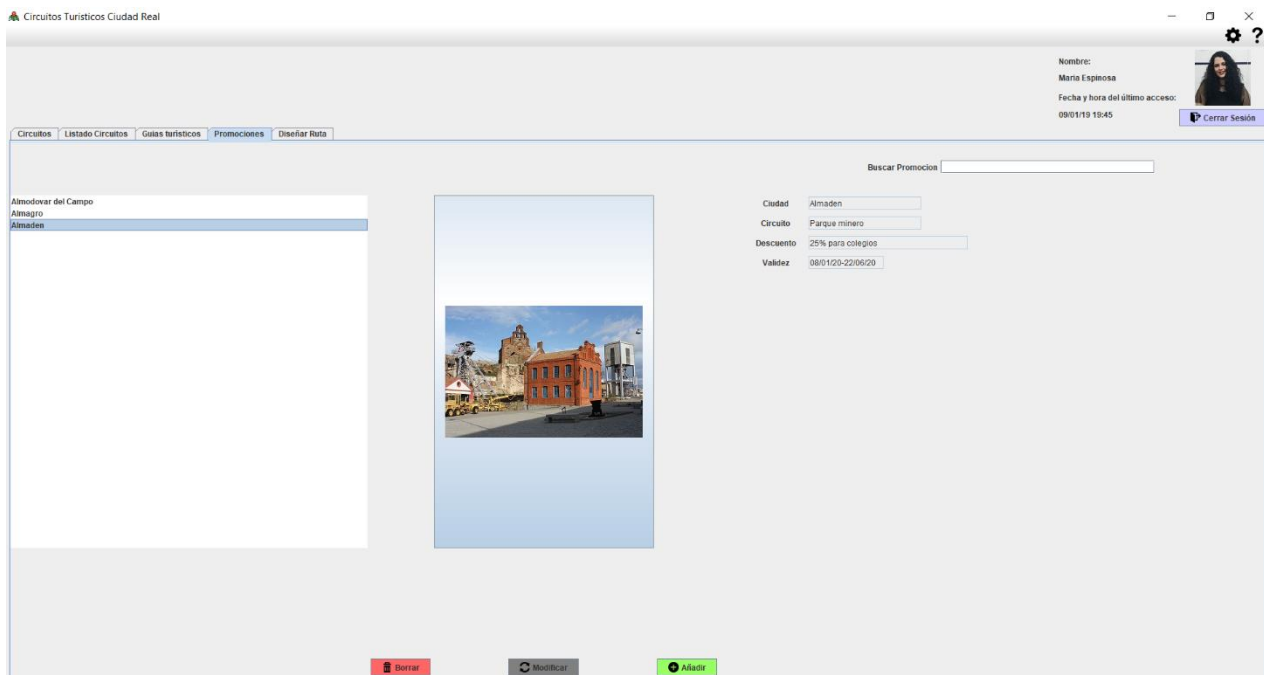 Circuitos Turisticos Ciudad Real
?
Nombre:
Maria Espinosa
Fecha y hora del último acceso:
09/01/19 19:45
Cerrar Sesión
Circuitos Listado Circuitos Guias turisticos Promociones Diseñar Ruta
Buscar Promocion
Almodovar del Campo
Almagro
Almaden
Ciudad Almaden
Circuito Parque minero
Descuento 25% para colegios
Validez 08/01/20-22/06/20
Borrar Modificar Añadir